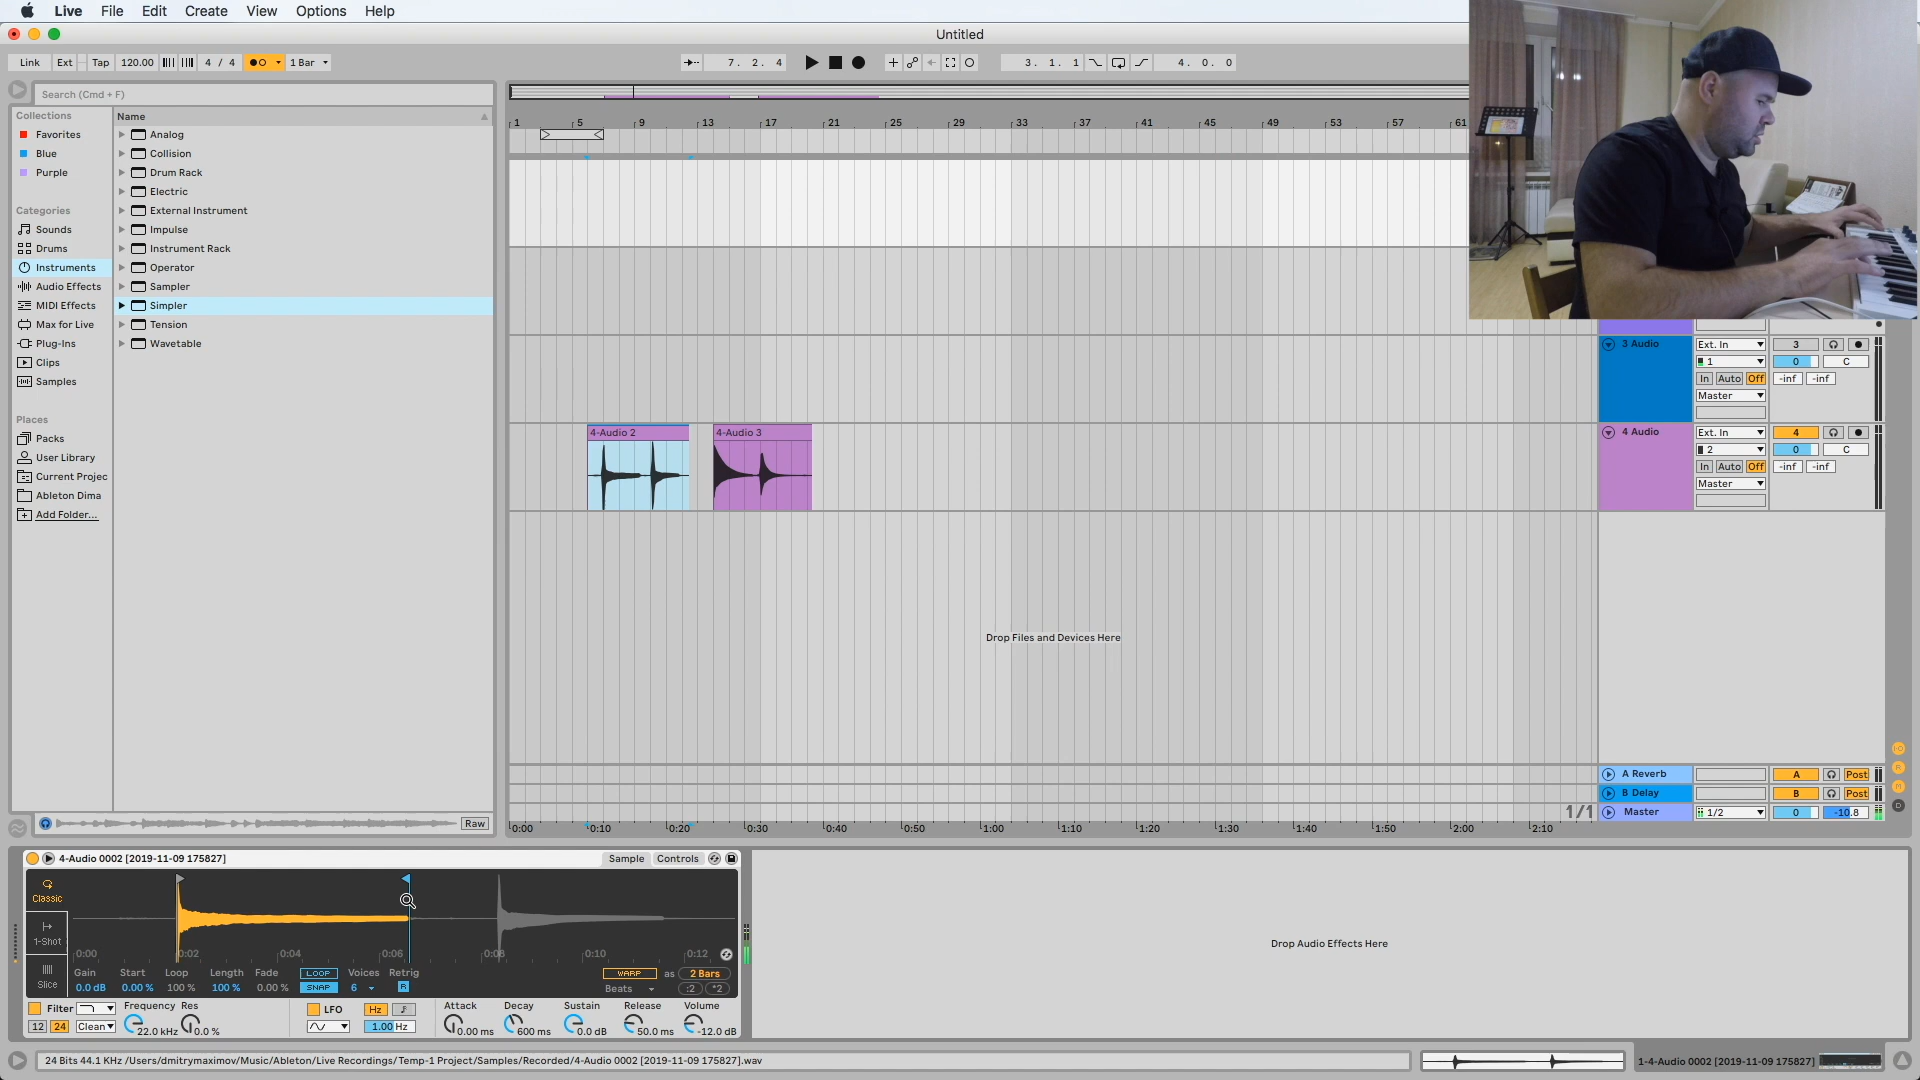 Live File Edit Create View Options Help
Untitled
Link Ext Tap 120.00 4 / 4 1 Bar 7. 2. 4 3. 1. 1 4. 0. 0
Search (Cmd + F)
Collections
Favorites
Blue
Purple
Categories
Sounds
Drums
Instruments
Audio Effects
MIDI Effects
Max for Live
Plug-Ins
Clips
Samples
Places
Packs
User Library
Current Projec
Ableton Dima
Add Folder...
Name
Analog
Collision
Drum Rack
Electric
External Instrument
Impulse
Instrument Rack
Operator
Sampler
Simpler
Tension
Wavetable
Raw
1 5 9 13 17 21 25 29 33 37 41 45 49 53 57 61
4-Audio 2 4-Audio 3
Drop Files and Devices Here
1/1
0:00 0:10 0:20 0:30 0:40 0:50 1:00 1:10 1:20 1:30 1:40 1:50 2:00 2:10
3 Audio Ext. In 3
1 0 C
In Auto Off -inf -inf
Master
4 Audio Ext. In 4
2 0 C
In Auto Off -inf -inf
Master
A Reverb A Post
B Delay B Post
Master 1/2 0 -10.8
4-Audio 0002 [2019-11-09 175827] Sample Controls
Classic
1-Shot
Slice
0:00 0:02 0:04 0:06 0:08 0:10 0:12
Gain Start Loop Length Fade LOOP Voices Retrig WARP as 2 Bars
0.0 dB 0.00 % 100 % 100 % 0.00 % SNAP 6 R Beats :2 *2
Filter Frequency Res LFO Hz Attack Decay Sustain Release Volume
12 24 Clean 22.0 kHz 0.0 % 1.00 Hz 0.00 ms 600 ms 0.0 dB 50.0 ms -12.0 dB
Drop Audio Effects Here
24 Bits 44.1 KHz /Users/dmitrymaximov/Music/Ableton/Live Recordings/Temp-1 Project/Samples/Recorded/4-Audio 0002 [2019-11-09 175827].wav
1-4-Audio 0002 [2019-11-09 175827]